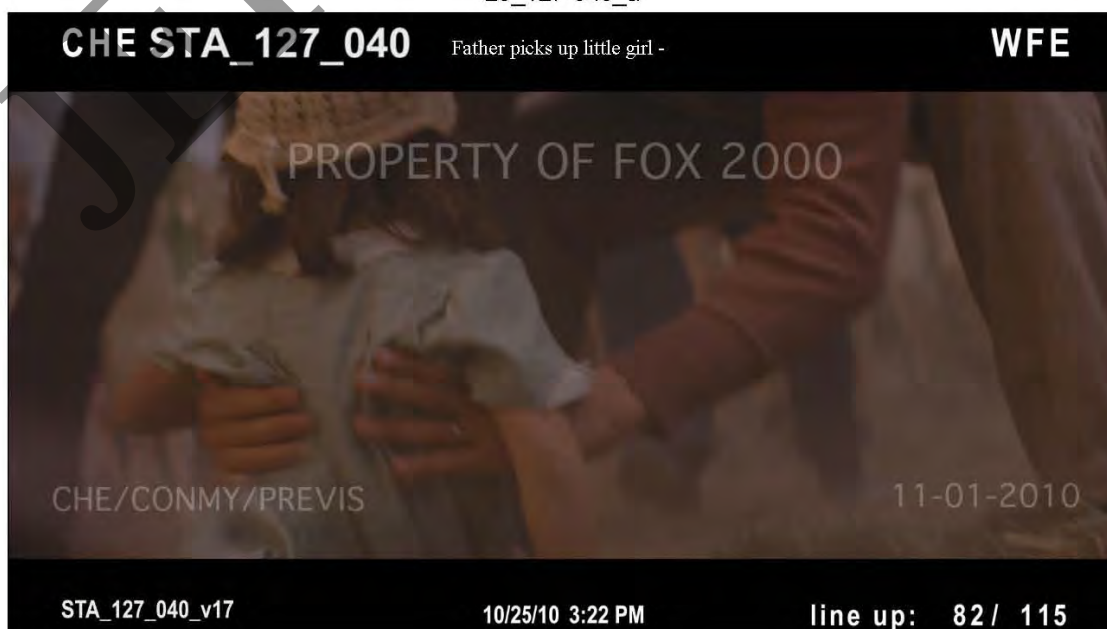 CHE STA_127_040 Father picks up little girl - WFE
PROPERTY OF FOX 2000
CHE/CONMY/PREVIS 11-01-2010
STA_127_040_v17 10/25/10 3:22 PM line up: 82/ 115